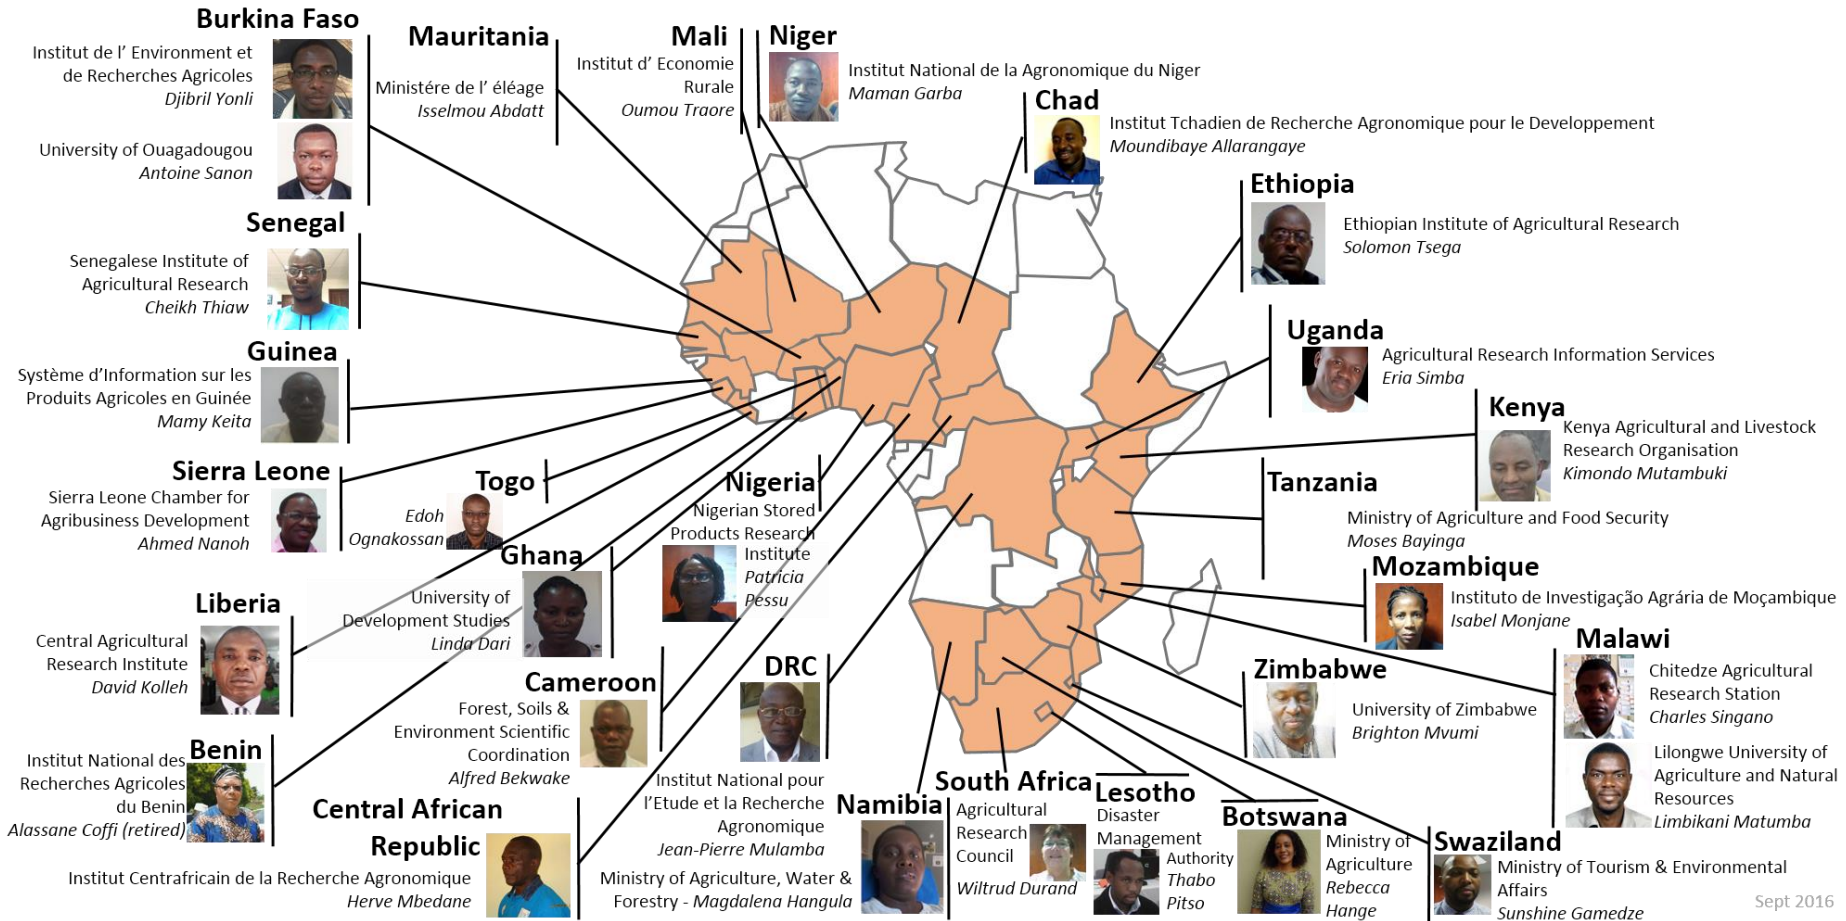 Burkina Faso
Institut de l' Environment et
de Recherches Agricoles
Djibril Yonli
University of Ouagadougou
Antoine Sanon
Mauritania
Ministére de l' éléage
Isselmou Abdatt
Mali
Institut d' Economie
Rurale
Oumou Traore
Niger
Institut National de la Agronomique du Niger
Maman Garba
Chad
Institut Tchadien de Recherche Agronomique pour le Developpement
Moundibaye Allarangaye
Ethiopia
Ethiopian Institute of Agricultural Research
Solomon Tsega
Senegal
Senegalese Institute of
Agricultural Research
Cheikh Thiaw
Uganda
Agricultural Research Information Services
Eria Simba
Guinea
Système d'Information sur les
Produits Agricoles en Guinée
Mamy Keita
Kenya
Kenya Agricultural and Livestock
Research Organisation
Kimondo Mutambuki
Sierra Leone
Sierra Leone Chamber for
Agribusiness Development
Ahmed Nanoh
Togo
Edoh
Ognakossan
Nigeria
Nigerian Stored
Products Research
Institute
Patricia
Pessu
Tanzania
Ministry of Agriculture and Food Security
Moses Bayinga
Ghana
University of
Development Studies
Linda Dari
Mozambique
Instituto de Investigação Agrária de Moçambique
Isabel Monjane
Liberia
Central Agricultural
Research Institute
David Kolleh
Malawi
Chitedze Agricultural
Research Station
Charles Singano
Lilongwe University of
Agriculture and Natural
Resources
Limbikani Matumba
Cameroon
Forest, Soils &
Environment Scientific
Coordination
Alfred Bekwake
DRC
Institut National pour
l'Etude et la Recherche
Agronomique
Jean-Pierre Mulamba
Zimbabwe
University of Zimbabwe
Brighton Mvumi
Benin
Institut National des
Recherches Agricoles
du Benin
Alassane Coffi (retired)
Central African
Republic
Institut Centrafricain de la Recherche Agronomique
Herve Mbedane
Namibia
Ministry of Agriculture, Water &
Forestry - Magdalena Hangula
South Africa
Agricultural
Research
Council
Wiltrud Durand
Lesotho
Disaster
Management
Authority
Thabo
Pitso
Botswana
Ministry of
Agriculture
Rebecca
Hange
Swaziland
Ministry of Tourism & Environmental
Affairs
Sunshine Gamedze
Sept 2016